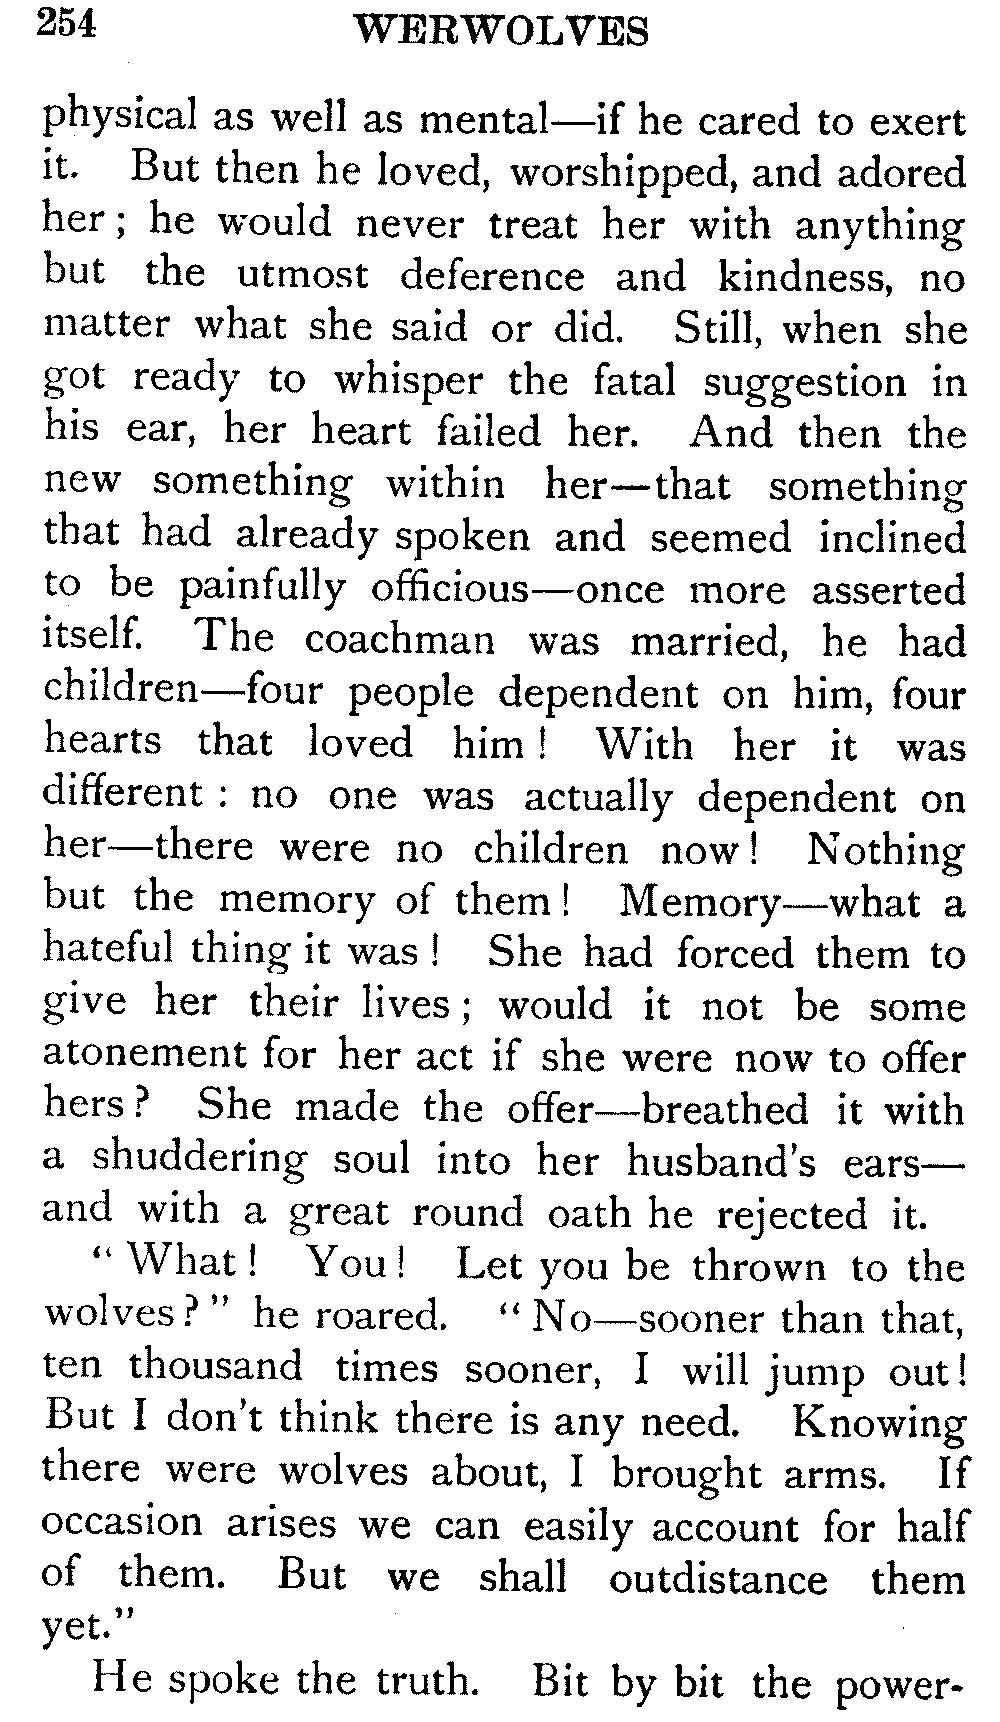 254 WERWOLVES
physical as well as mental—if he cared to exert
it. But then he loved, worshipped, and adored
her; he would never treat her with anything
but the utmost deference and kindness, no
matter what she said or did. Still, when she
got ready to whisper the fatal suggestion in
his ear, her heart failed her. And then the
new something within her—that something
that had already spoken and seemed inclined
to be painfully officious—once more asserted
itself. The coachman was married, he had
children—four people dependent on him, four
hearts that loved him! With her it was
different: no one was actually dependent on
her—there were no children now! Nothing
but the memory of them! Memory—what a
hateful thing it was! She had forced them to
give her their lives; would it not be some
atonement for her act if she were now to offer
hers? She made the offer—breathed it with
a shuddering soul into her husband's ears—
and with a great round oath he rejected it.
"What! You! Let you be thrown to the
wolves?" he roared. "No—sooner than that,
ten thousand times sooner, I will jump out!
But I don't think there is any need. Knowing
there were wolves about, I brought arms. If
occasion arises we can easily account for half
of them. But we shall outdistance them
yet."
He spoke the truth. Bit by bit the power-